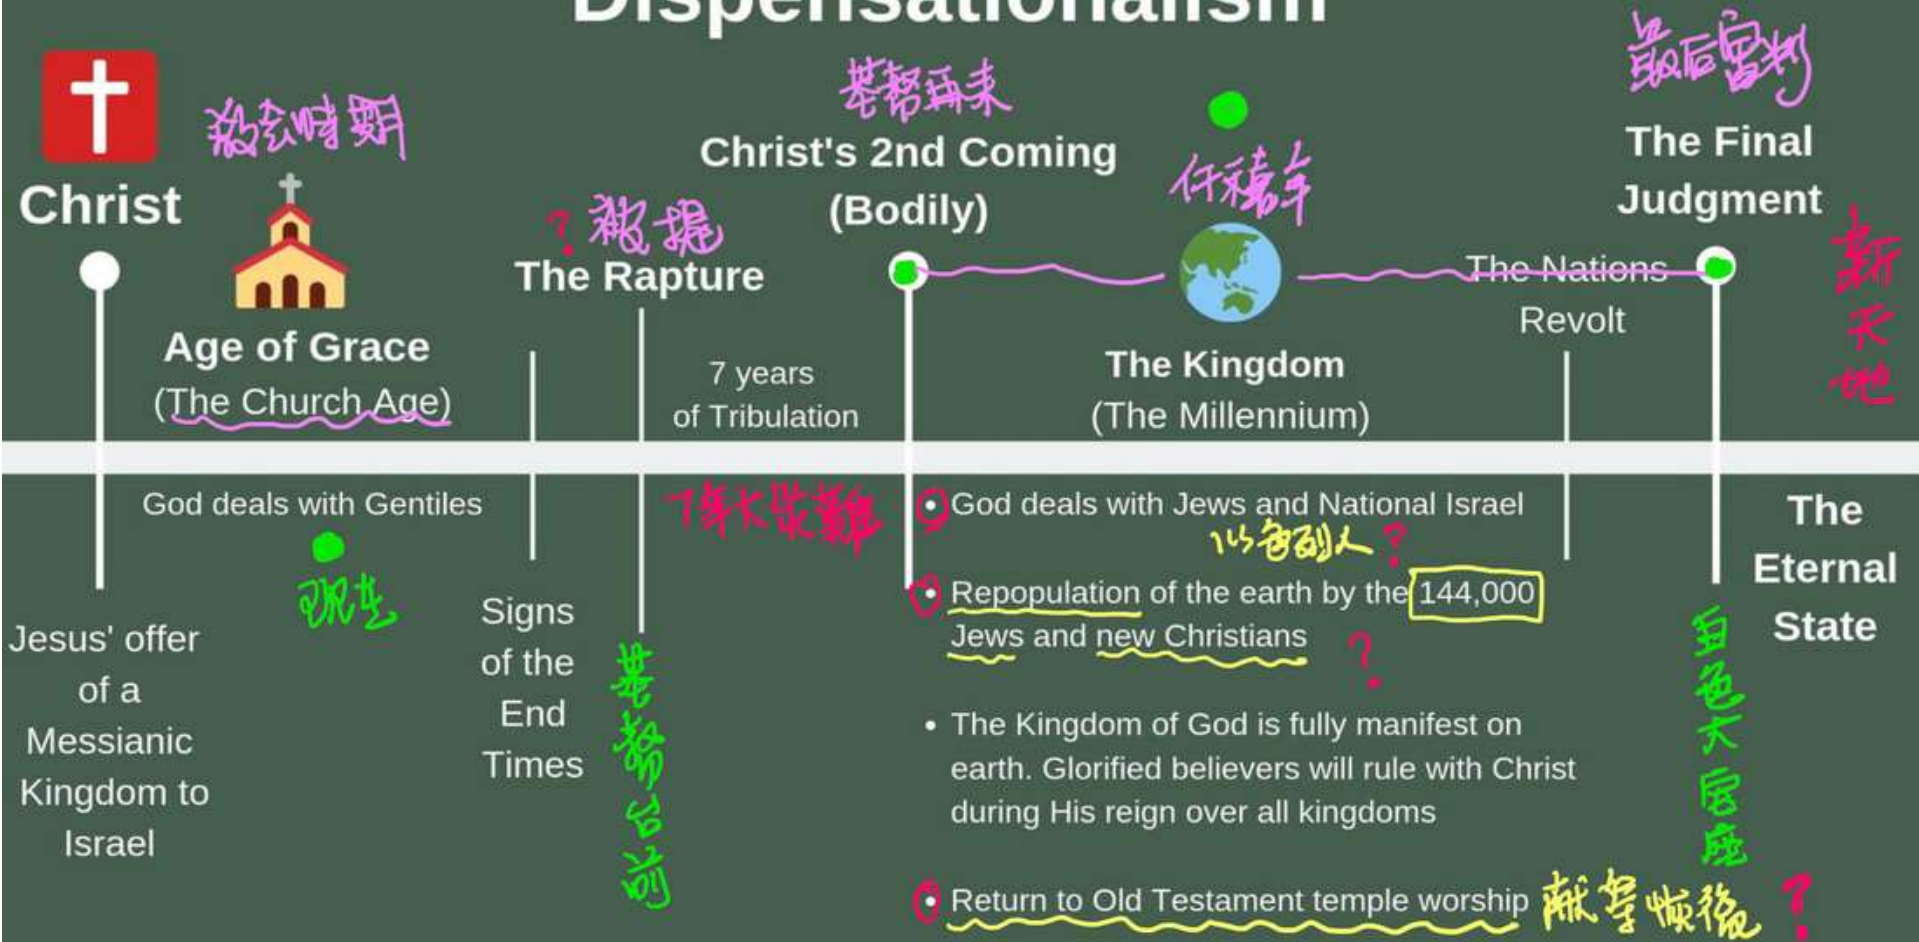 Dispensationalism
最后審判
基督再来
教会時期
Christ's 2nd Coming
(Bodily)
仟禧年
The Final
Judgment
Christ
? 被提
The Rapture
新天地
The Nations
Revolt
Age of Grace
(The Church Age)
7 years
of Tribulation
The Kingdom
(The Millennium)
God deals with Gentiles
现在
7年大災難
• God deals with Jews and National Israel
以色列人 ?
• Repopulation of the earth by the 144,000
Jews and new Christians ?
• The Kingdom of God is fully manifest on
earth. Glorified believers will rule with Christ
during His reign over all kingdoms
• Return to Old Testament temple worship 献祭恢復 ?
Jesus' offer
of a
Messianic
Kingdom to
Israel
Signs
of the
End
Times
基督台前
白色大宝座
The
Eternal
State